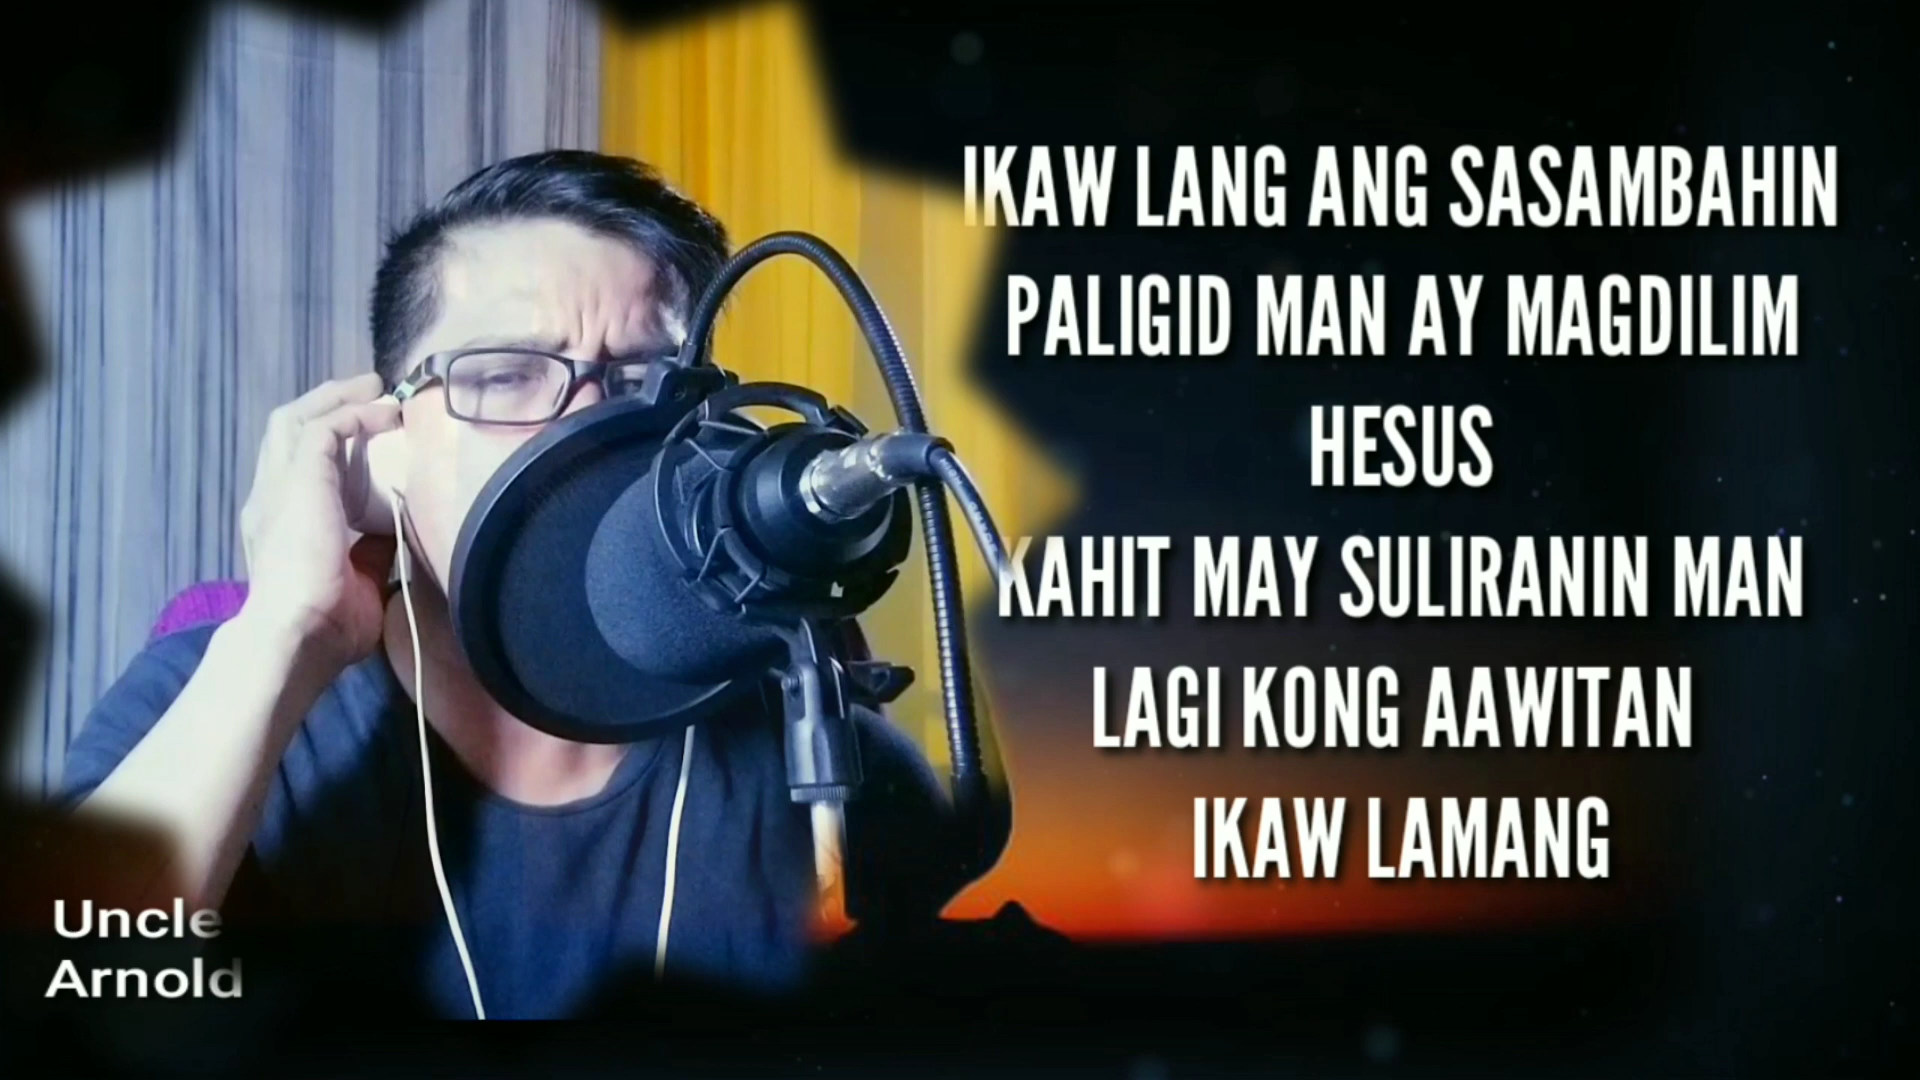 IKAW LANG ANG SASAMBAHIN
PALIGID MAN AY MAGDILIM
HESUS
KAHIT MAY SULIRANIN MAN
LAGI KONG AAWITAN
IKAW LAMANG
Uncle
Arnold